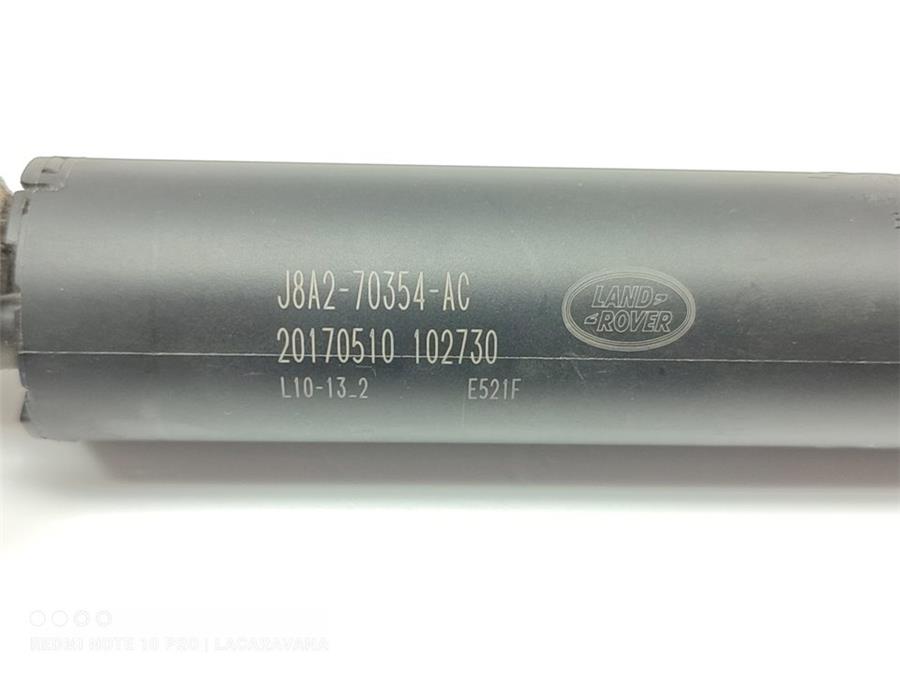 J8A2-70354-AC
20170510 102730
L10-13_2 E521F
LAND-
-ROVER
REDMI NOTE 10 PRO | LACARAVANA